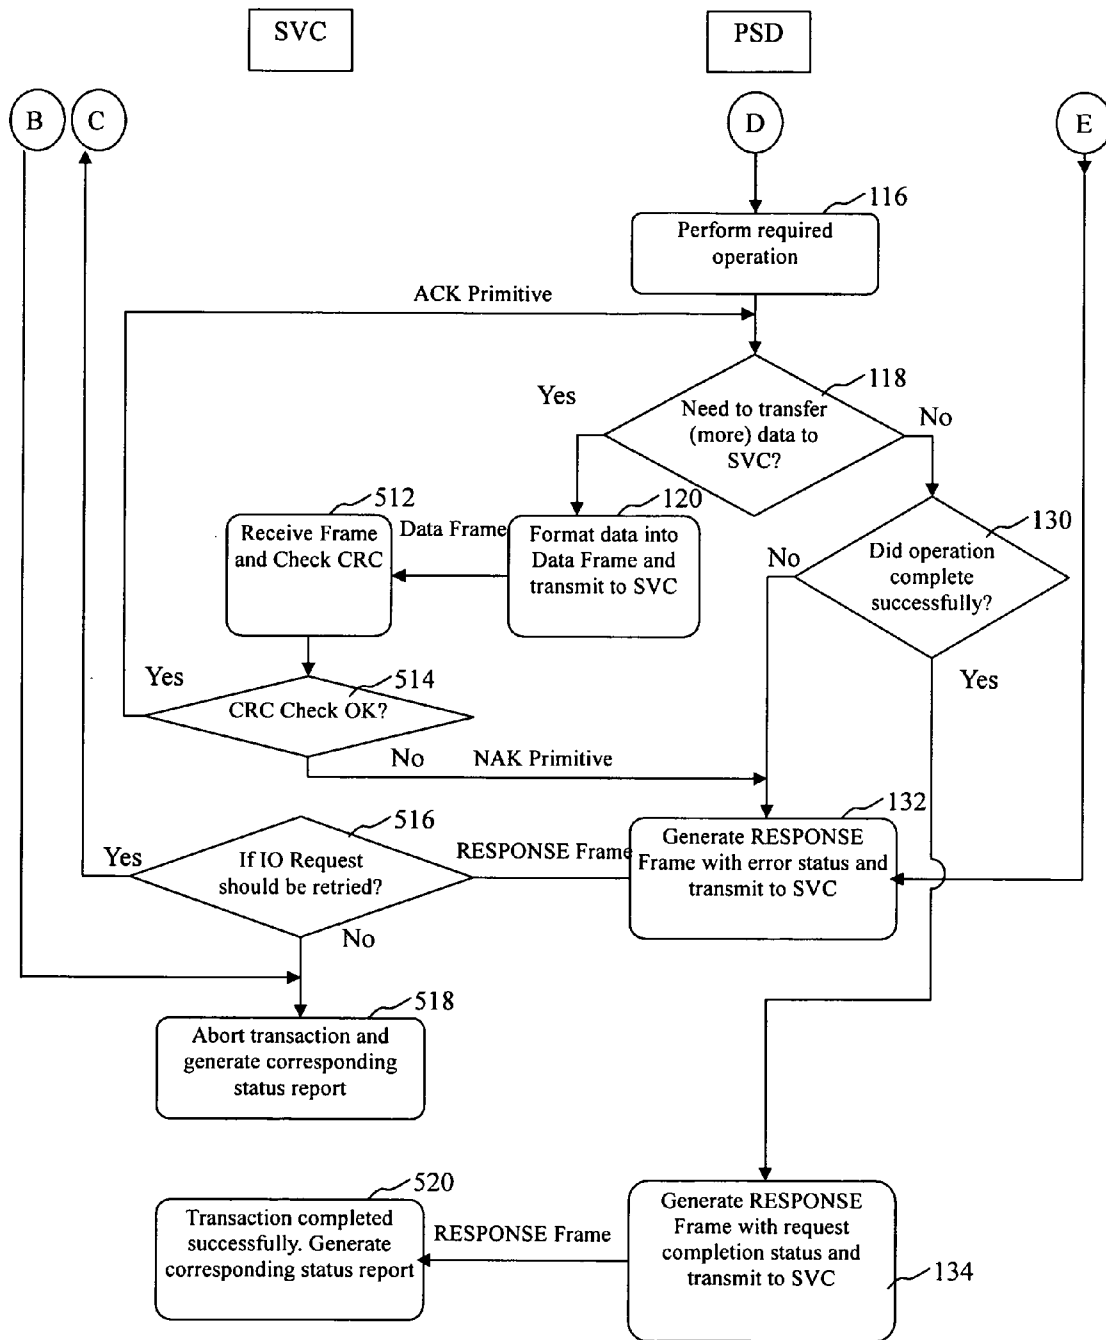 SVC
PSD
B
C
D
E
116
Perform required
operation
ACK Primitive
118
Yes
Need to transfer
(more) data to
SVC?
No
512
Receive Frame
and Check CRC
Data Frame
120
Format data into
Data Frame and
transmit to SVC
130
No
Did operation
complete
successfully?
Yes
Yes
514
CRC Check OK?
No
NAK Primitive
132
Generate RESPONSE
Frame with error status and
transmit to SVC
516
Yes
If IO Request
should be retried?
RESPONSE Frame
No
518
Abort transaction and
generate corresponding
status report
520
Transaction completed
successfully. Generate
corresponding status report
RESPONSE Frame
Generate RESPONSE
Frame with request
completion status and
transmit to SVC
134